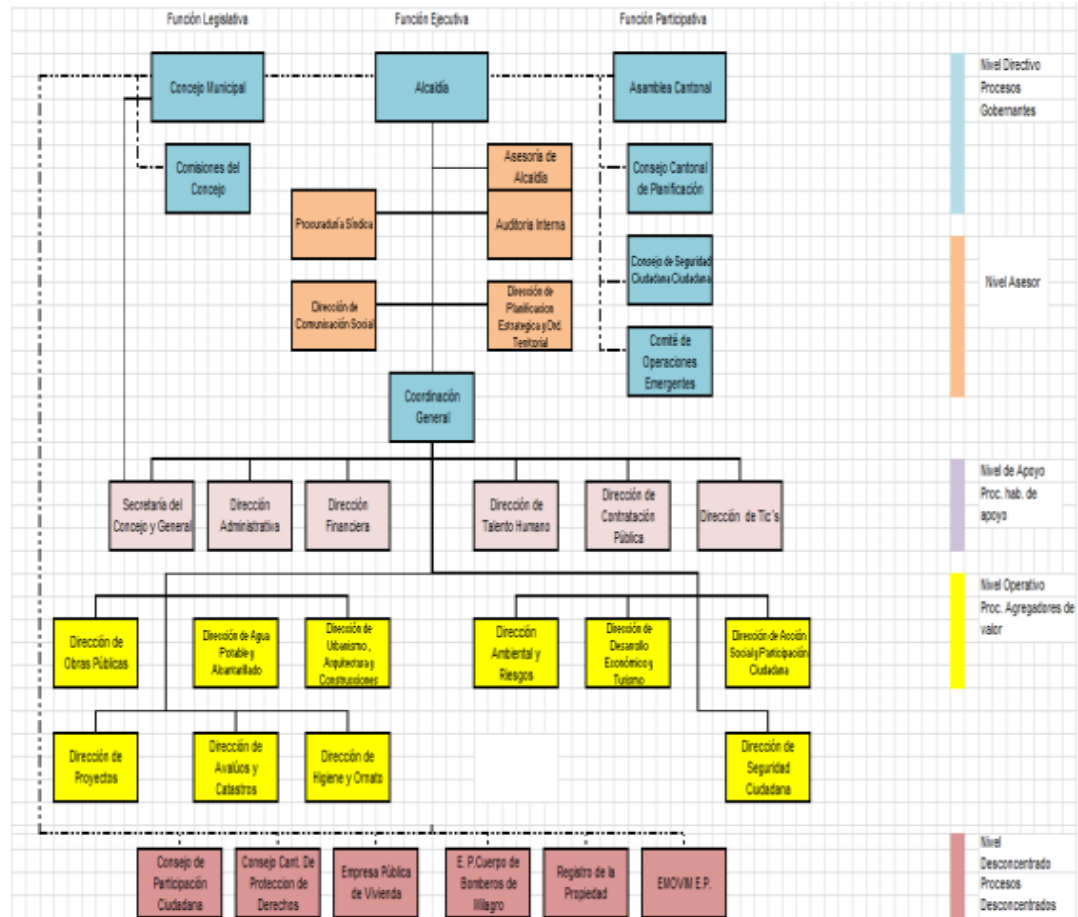 Función Legislativa
Función Ejecutiva
Función Participativa
Concejo Municipal
Alcaldía
Asamblea Cantonal
Nivel Directivo
Procesos
Gobernantes
Comisiones del
Concejo
Asesoría de
Alcaldía
Consejo Cantonal
de Planificación
Procuraduría Síndica
Auditoria Interna
Consejo de Seguridad
Ciudadana Ciudadana
Nivel Asesor
Dirección de
Comunicación Social
Dirección de
Planificacion
Estrategica y Ord.
Territorial
Comité de
Operaciones
Emergentes
Coordinación
General
Secretaría del
Concejo y General
Dirección
Administrativa
Dirección
Financiera
Dirección de
Talento Humano
Dirección de
Contratación
Pública
Dirección de Tic´s
Nivel de Apoyo
Proc. hab. de
apoyo
Nivel Operativo
Proc. Agregadores de
valor
Dirección de
Obras Públicas
Dirección de Agua
Potable y
Alcantarillado
Dirección de
Urbanismo ,
Arquitectura y
Construcciones
Dirección
Ambiental y
Riesgos
Dirección de
Desarrollo
Económico y
Turismo
Dirección de Acción
Social y Participación
Ciudadana
Dirección de
Proyectos
Dirección de
Avalúos y
Catastros
Dirección de
Higiene y Ornato
Dirección de
Seguridad
Ciudadana
Consejo de
Participación
Ciudadana
Consejo Cant. De
Proteccion de
Derechos
Empresa Pública
de Vivienda
E. P.Cuerpo de
Bomberos de
Milagro
Registro de la
Propiedad
EMOVIM E.P.
Nivel
Desconcentrado
Procesos
Desconcentrados